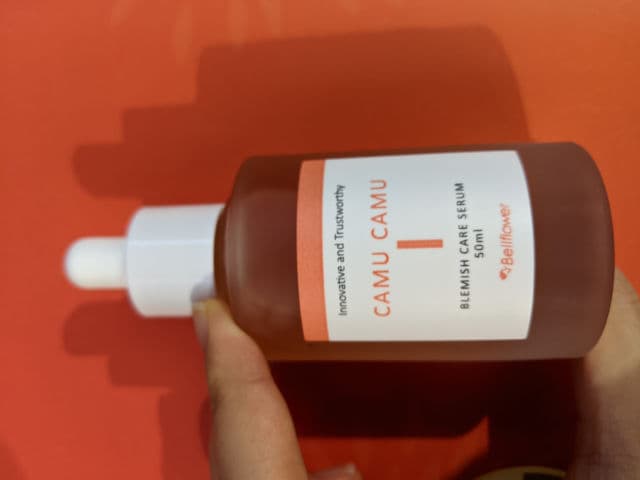 Innovative and Trustworthy
CAMU CAMU
BLEMISH CARE SERUM
50ml
Bellflower